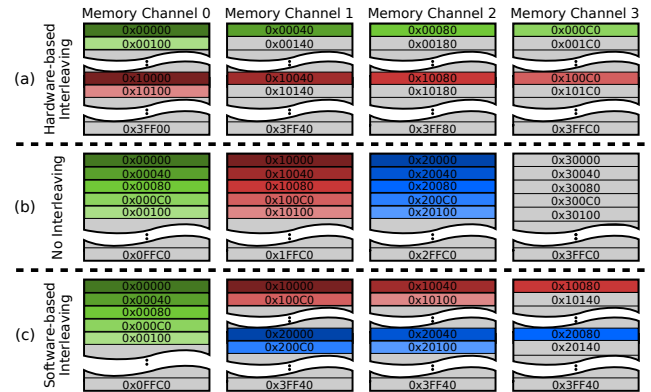 Memory Channel 0 Memory Channel 1 Memory Channel 2 Memory Channel 3
(a) Hardware-based Interleaving
0x00000 0x00040 0x00080 0x000C0
0x00100 0x00140 0x00180 0x001C0
0x10000 0x10040 0x10080 0x100C0
0x10100 0x10140 0x10180 0x101C0
0x3FF00 0x3FF40 0x3FF80 0x3FFC0
(b) No Interleaving
0x00000 0x10000 0x20000 0x30000
0x00040 0x10040 0x20040 0x30040
0x00080 0x10080 0x20080 0x30080
0x000C0 0x100C0 0x200C0 0x300C0
0x00100 0x10100 0x20100 0x30100
0x0FFC0 0x1FFC0 0x2FFC0 0x3FFC0
(c) Software-based Interleaving
0x00000 0x10000 0x10040 0x10080
0x00040 0x100C0 0x10100 0x10140
0x00080
0x000C0 0x20000 0x20040 0x20080
0x00100 0x200C0 0x20100 0x20140
0x0FFC0 0x3FF40 0x3FF40 0x3FF40